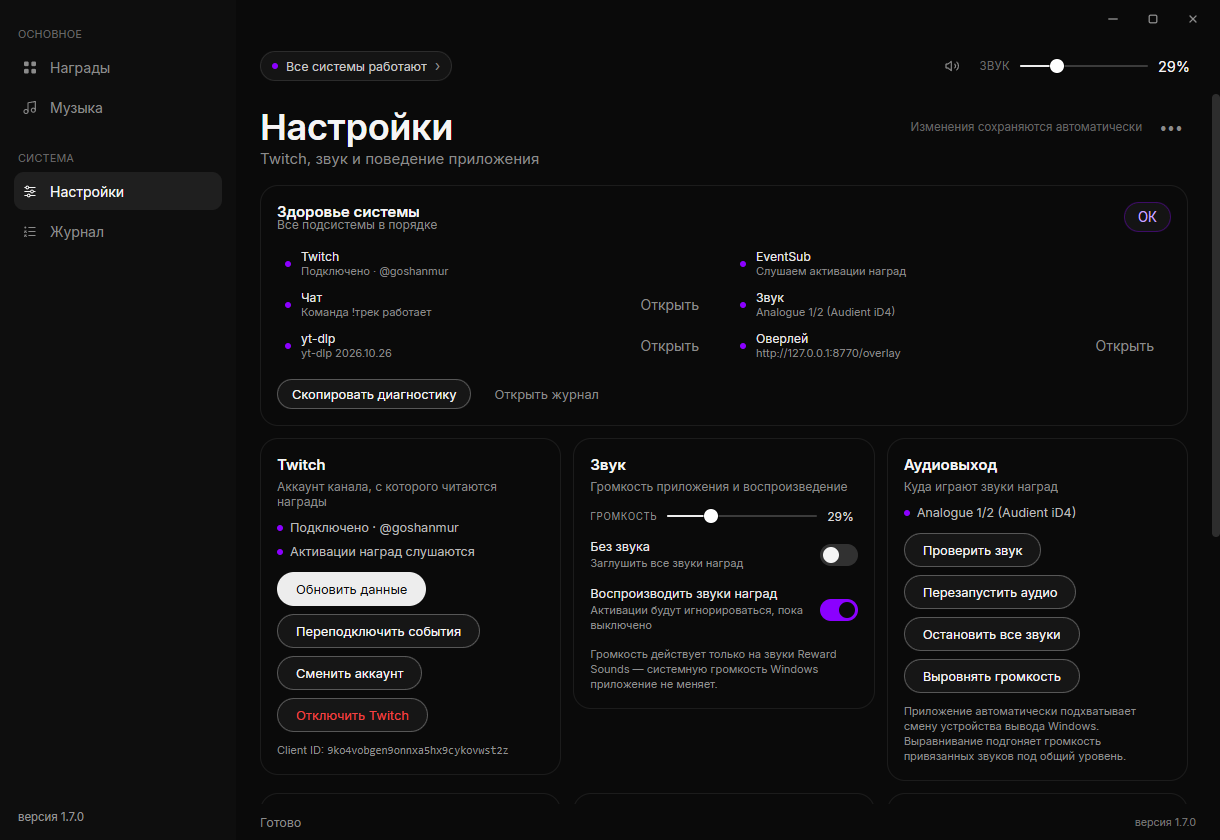 ОСНОВНОЕ
Награды
Музыка
СИСТЕМА
Настройки
Журнал
версия 1.7.0
Все системы работают ›
ЗВУК 29%
Настройки
Twitch, звук и поведение приложения
Изменения сохраняются автоматически
Здоровье системы
Все подсистемы в порядке
ОК
Twitch
Подключено · @goshanmur
EventSub
Слушаем активации наград
Чат
Команда !трек работает
Открыть
Звук
Analogue 1/2 (Audient iD4)
yt-dlp
yt-dlp 2026.10.26
Открыть
Оверлей
http://127.0.0.1:8770/overlay
Открыть
Скопировать диагностику
Открыть журнал
Twitch
Аккаунт канала, с которого читаются
награды
Подключено · @goshanmur
Активации наград слушаются
Обновить данные
Переподключить события
Сменить аккаунт
Отключить Twitch
Client ID: 9ko4vobgen9onnxa5hx9cykovwst2z
Звук
Громкость приложения и воспроизведение
ГРОМКОСТЬ 29%
Без звука
Заглушить все звуки наград
Воспроизводить звуки наград
Активации будут игнорироваться, пока
выключено
Громкость действует только на звуки Reward
Sounds — системную громкость Windows
приложение не меняет.
Аудиовыход
Куда играют звуки наград
Analogue 1/2 (Audient iD4)
Проверить звук
Перезапустить аудио
Остановить все звуки
Выровнять громкость
Приложение автоматически подхватывает
смену устройства вывода Windows.
Выравнивание подгоняет громкость
привязанных звуков под общий уровень.
Готово
версия 1.7.0